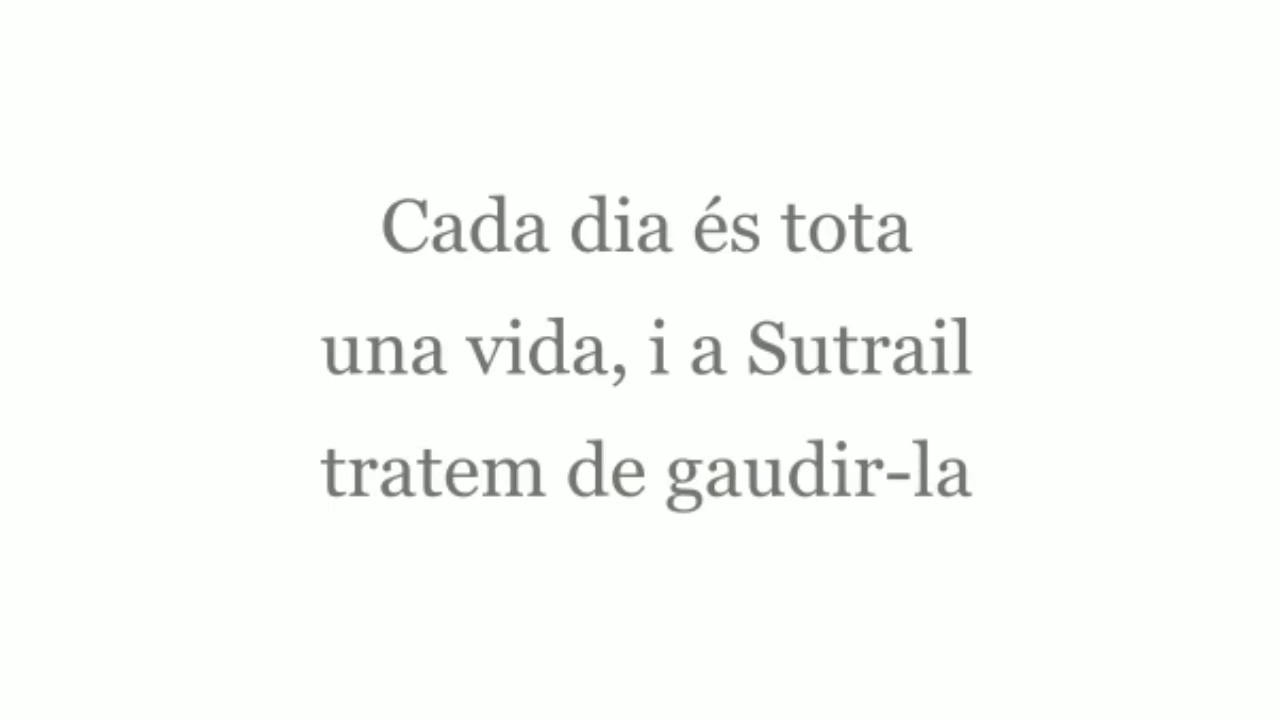 Cada dia és tota
una vida, i a Sutrail
tratem de gaudir-la